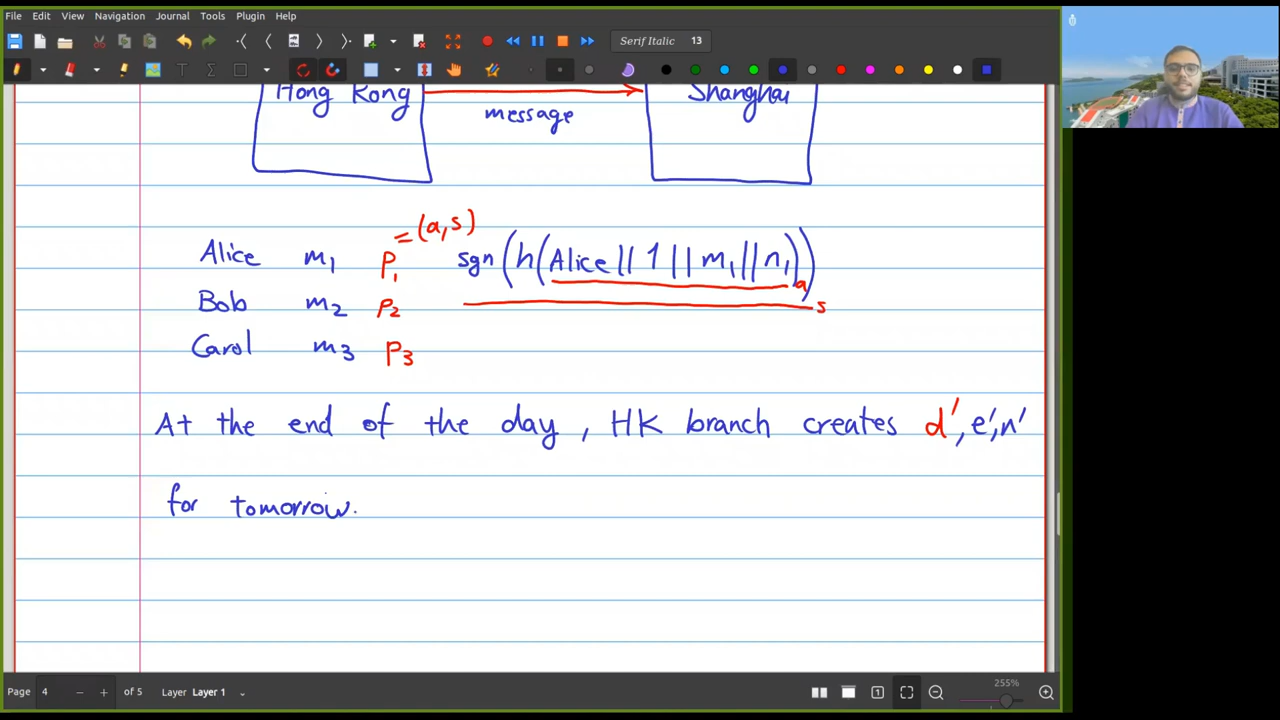 File Edit View Navigation Journal Tools Plugin Help
Serif Italic 13
Hong Kong Shanghai
message
= (a,s)
Alice m1 p1 sgn(h(Alice||1||m1||n1)) a
Bob m2 p2 s
Carol m3 p3
At the end of the day, HK branch creates d', e', n'
for tomorrow.
255%
Page 4 of 5 Layer Layer 1